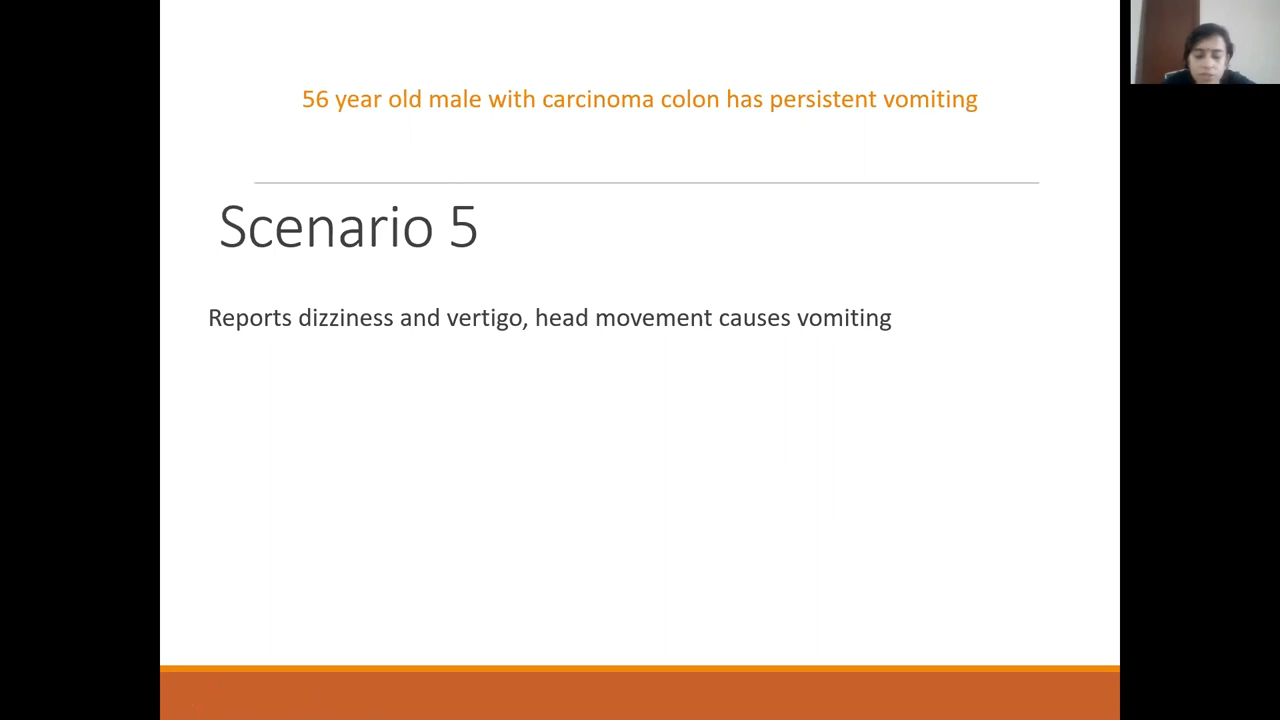 56 year old male with carcinoma colon has persistent vomiting
Scenario 5
Reports dizziness and vertigo, head movement causes vomiting